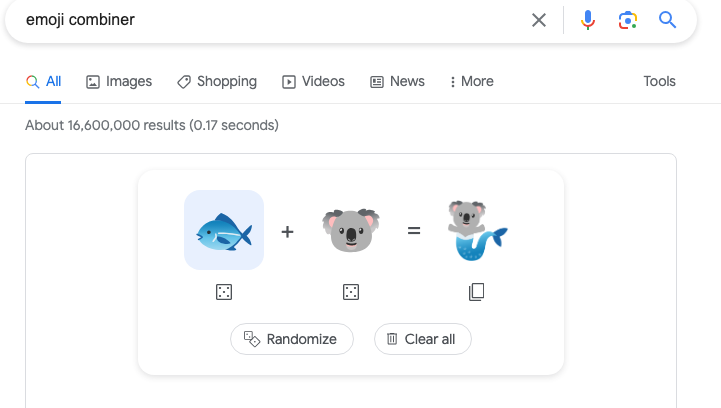 emoji combiner
All Images Shopping Videos News More Tools
About 16,600,000 results (0.17 seconds)
+ =
Randomize Clear all